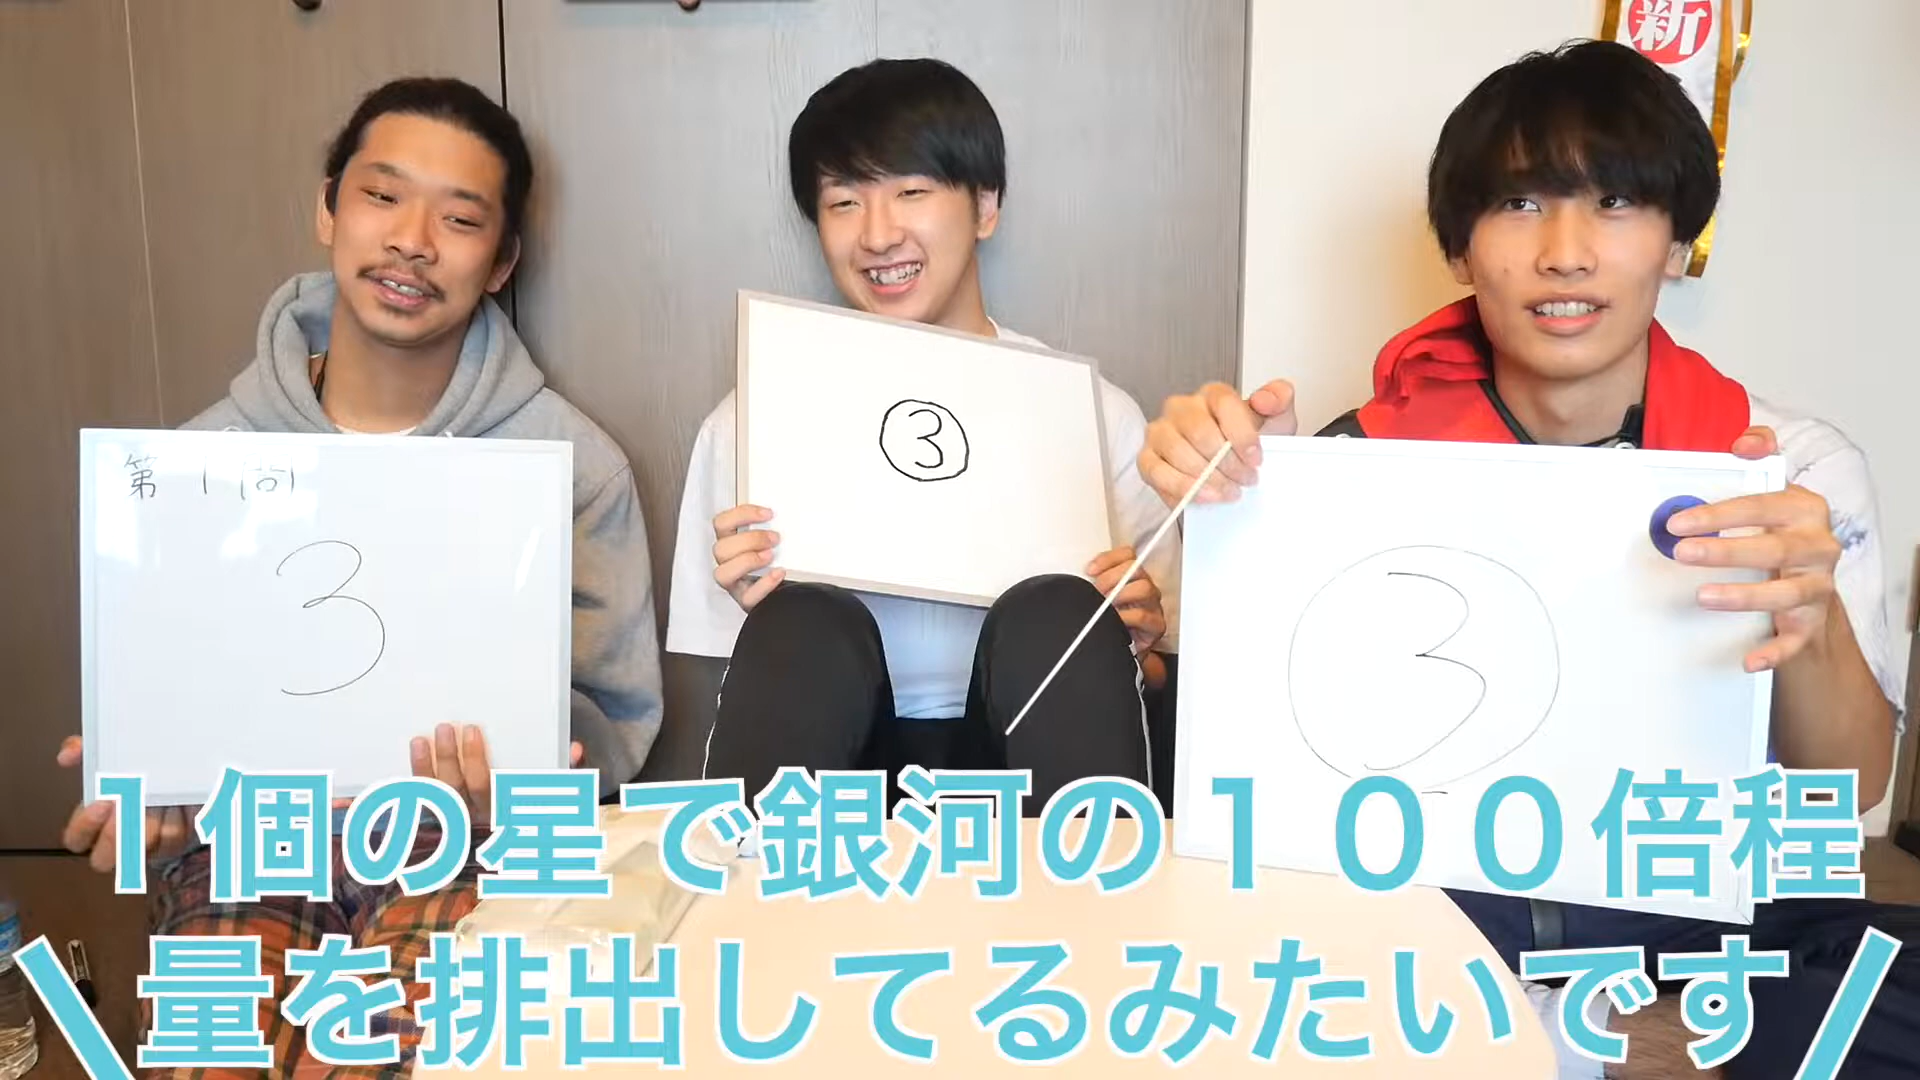 新
第1問
3
③
③
1個の星で銀河の100倍程
\量を排出してるみたいです/